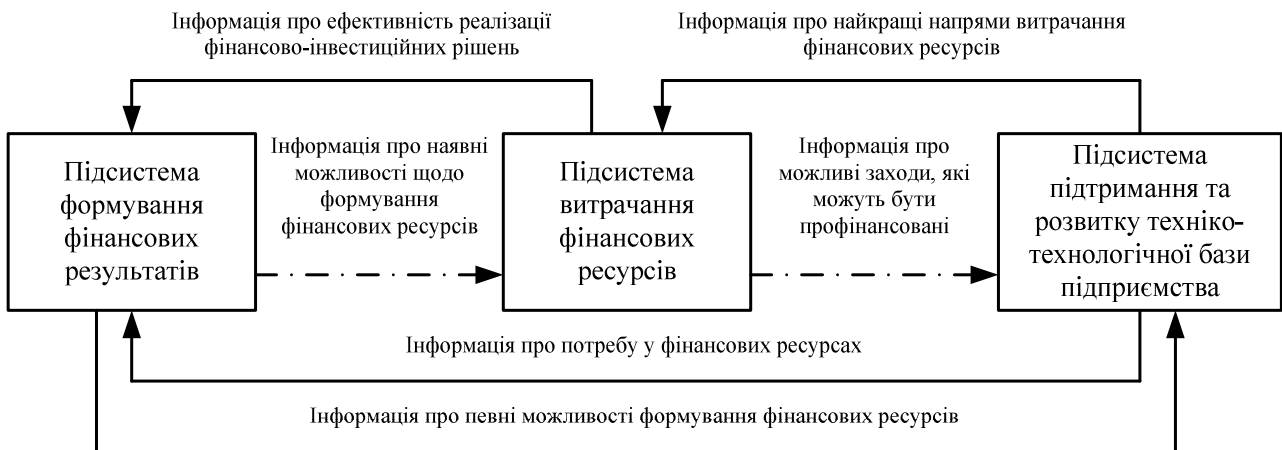 Інформація про ефективність реалізації
фінансово-інвестиційних рішень
Інформація про найкращі напрями витрачання
фінансових ресурсів
Підсистема
формування
фінансових
результатів
Інформація про наявні
можливості щодо
формування
фінансових ресурсів
Підсистема
витрачання
фінансових
ресурсів
Інформація про
можливі заходи, які
можуть бути
профінансовані
Підсистема
підтримання та
розвитку техніко-
технологічної бази
підприємства
Інформація про потребу у фінансових ресурсах
Інформація про певні можливості формування фінансових ресурсів